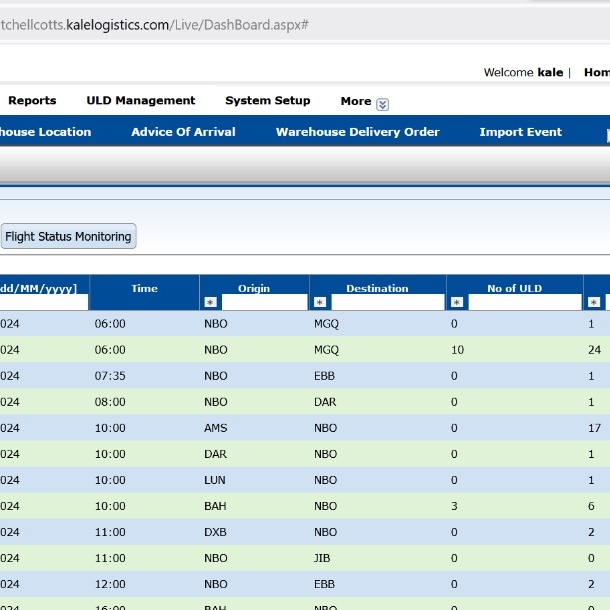 tchellcotts.kalelogistics.com/Live/DashBoard.aspx#
Welcome kale | Hom
Reports ULD Management System Setup More
house Location Advice Of Arrival Warehouse Delivery Order Import Event
Flight Status Monitoring
dd/MM/yyyy] Time Origin Destination No of ULD
* * * *
024 06:00 NBO MGQ 0 1
024 06:00 NBO MGQ 10 24
024 07:35 NBO EBB 0 1
024 08:00 NBO DAR 0 1
024 10:00 AMS NBO 0 17
024 10:00 DAR NBO 0 1
024 10:00 LUN NBO 0 1
024 10:00 BAH NBO 3 6
024 11:00 DXB NBO 0 2
024 11:00 NBO JIB 0 0
024 12:00 NBO EBB 0 2
024 16:00 BAH NBO 0 0